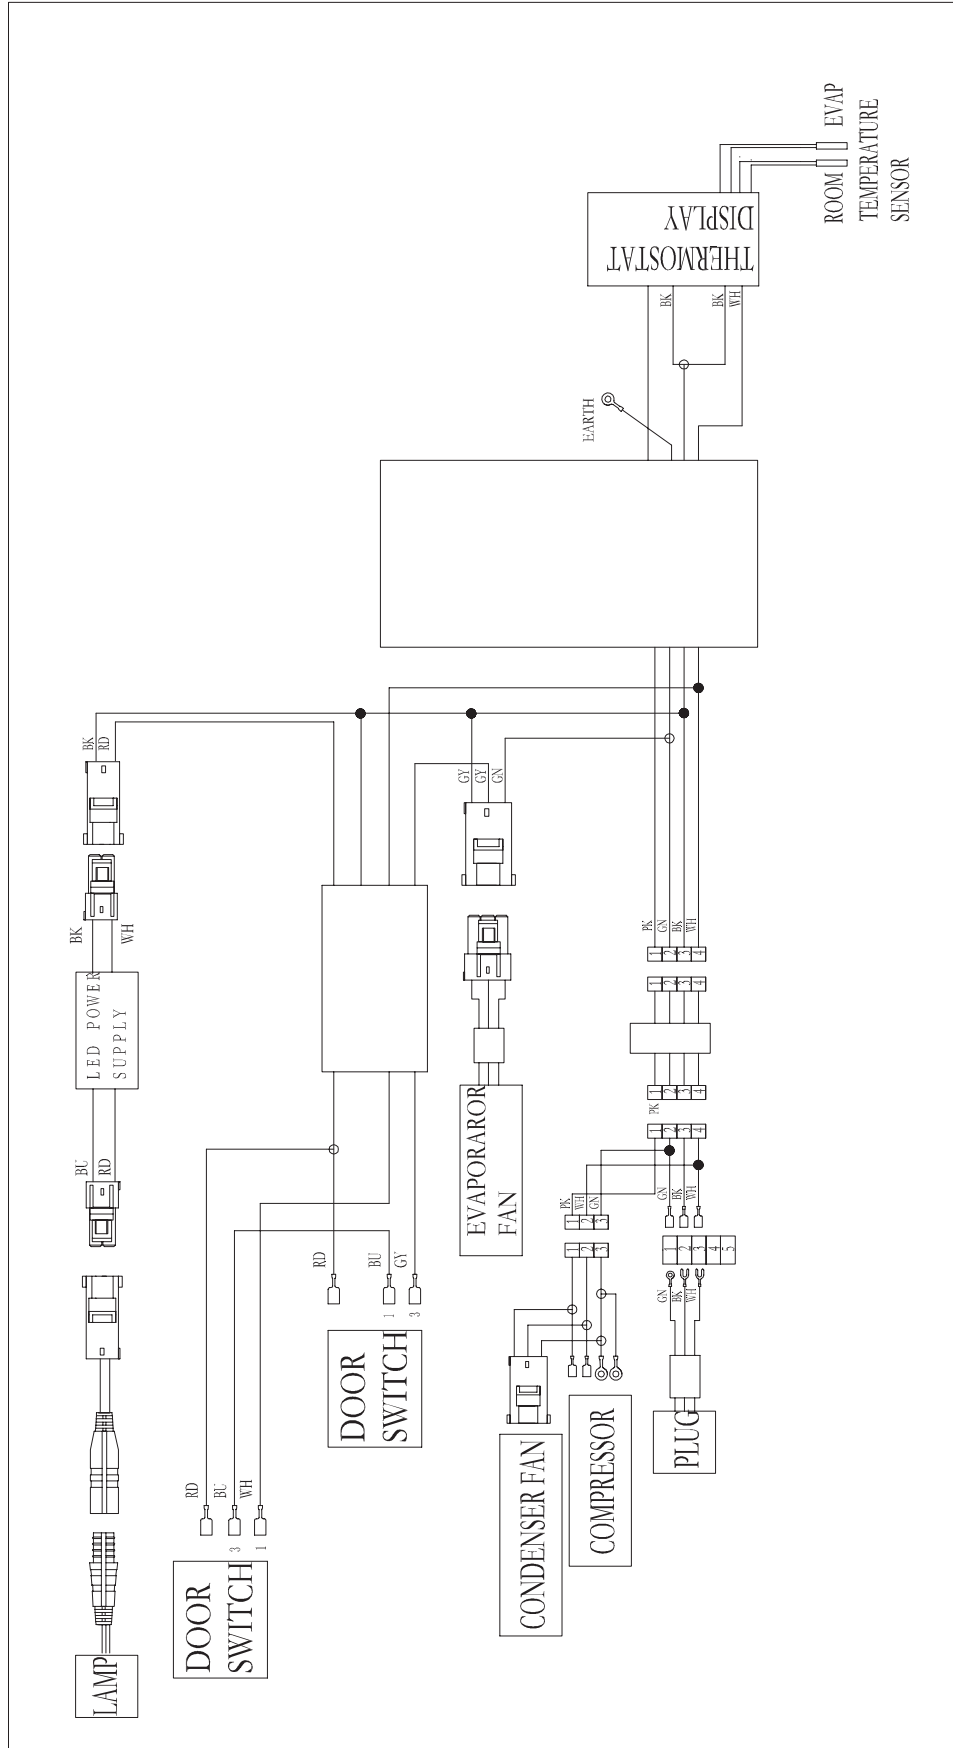 EVAP
ROOM
TEMPERATURE
SENSOR
THERMOSTAT
DISPLAY
BK
BK
WH
EARTH
BK
RD
BK
WH
LED POWER
SUPPLY
BU
RD
LAMP
GY
GY
GN
EVAPORAROR
FAN
PK
GN
BK
WH
1
2
3
4
1
2
3
4
1
2
3
4
PK
1
2
3
4
PK
WH
GN
1
2
3
1
2
3
GN
BK
WH
1
2
3
4
5
GN
BK
WH
PLUG
COMPRESSOR
CONDENSER FAN
RD
BU
GY
1
3
DOOR
SWITCH
RD
BU
WH
3
1
DOOR
SWITCH